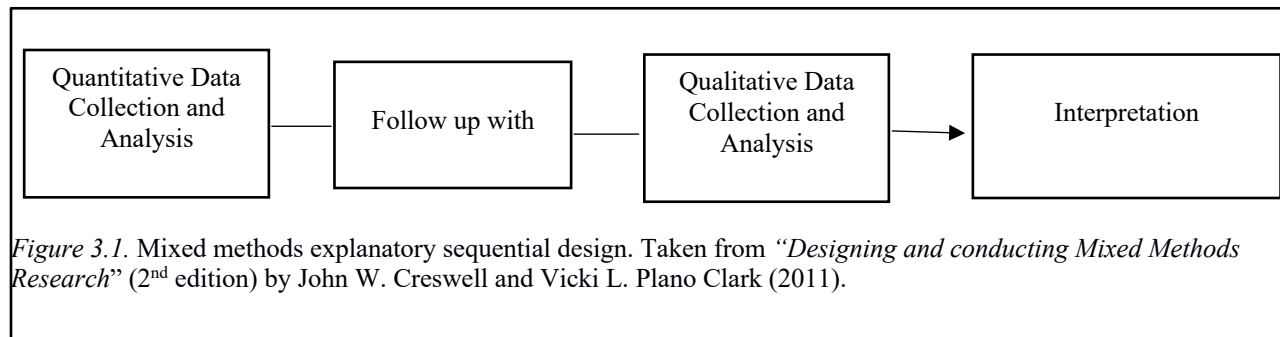 Quantitative Data
Collection and
Analysis
Follow up with
Qualitative Data
Collection and
Analysis
Interpretation
Figure 3.1. Mixed methods explanatory sequential design. Taken from “Designing and conducting Mixed Methods
Research” (2nd edition) by John W. Creswell and Vicki L. Plano Clark (2011).